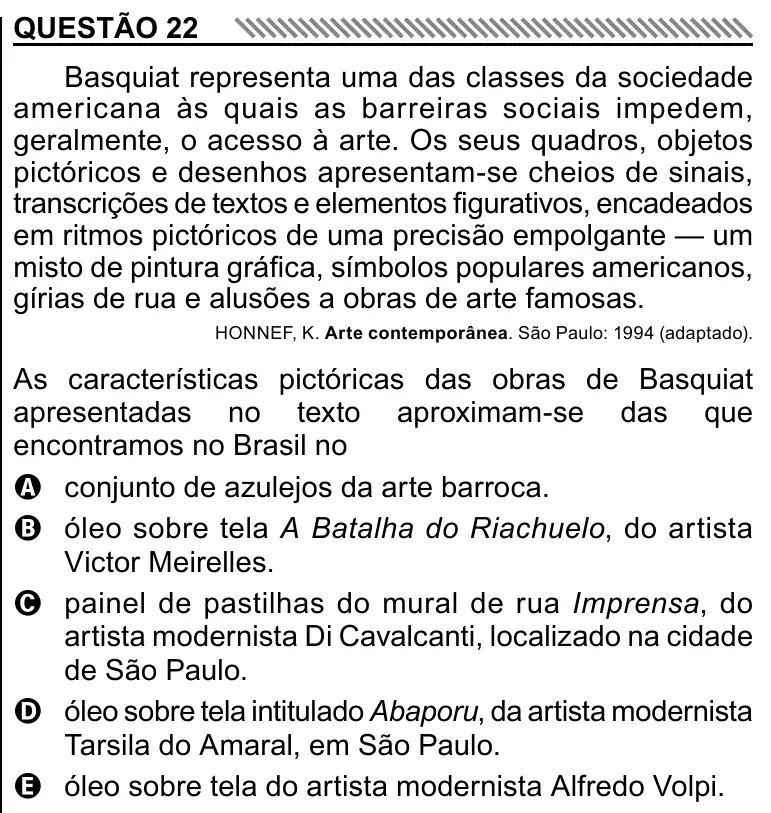 QUESTÃO 22
Basquiat representa uma das classes da sociedade
americana às quais as barreiras sociais impedem,
geralmente, o acesso à arte. Os seus quadros, objetos
pictóricos e desenhos apresentam-se cheios de sinais,
transcrições de textos e elementos figurativos, encadeados
em ritmos pictóricos de uma precisão empolgante — um
misto de pintura gráfica, símbolos populares americanos,
gírias de rua e alusões a obras de arte famosas.
HONNEF, K. Arte contemporânea. São Paulo: 1994 (adaptado).
As características pictóricas das obras de Basquiat
apresentadas no texto aproximam-se das que
encontramos no Brasil no
A conjunto de azulejos da arte barroca.
B óleo sobre tela A Batalha do Riachuelo, do artista
Victor Meirelles.
C painel de pastilhas do mural de rua Imprensa, do
artista modernista Di Cavalcanti, localizado na cidade
de São Paulo.
D óleo sobre tela intitulado Abaporu, da artista modernista
Tarsila do Amaral, em São Paulo.
E óleo sobre tela do artista modernista Alfredo Volpi.